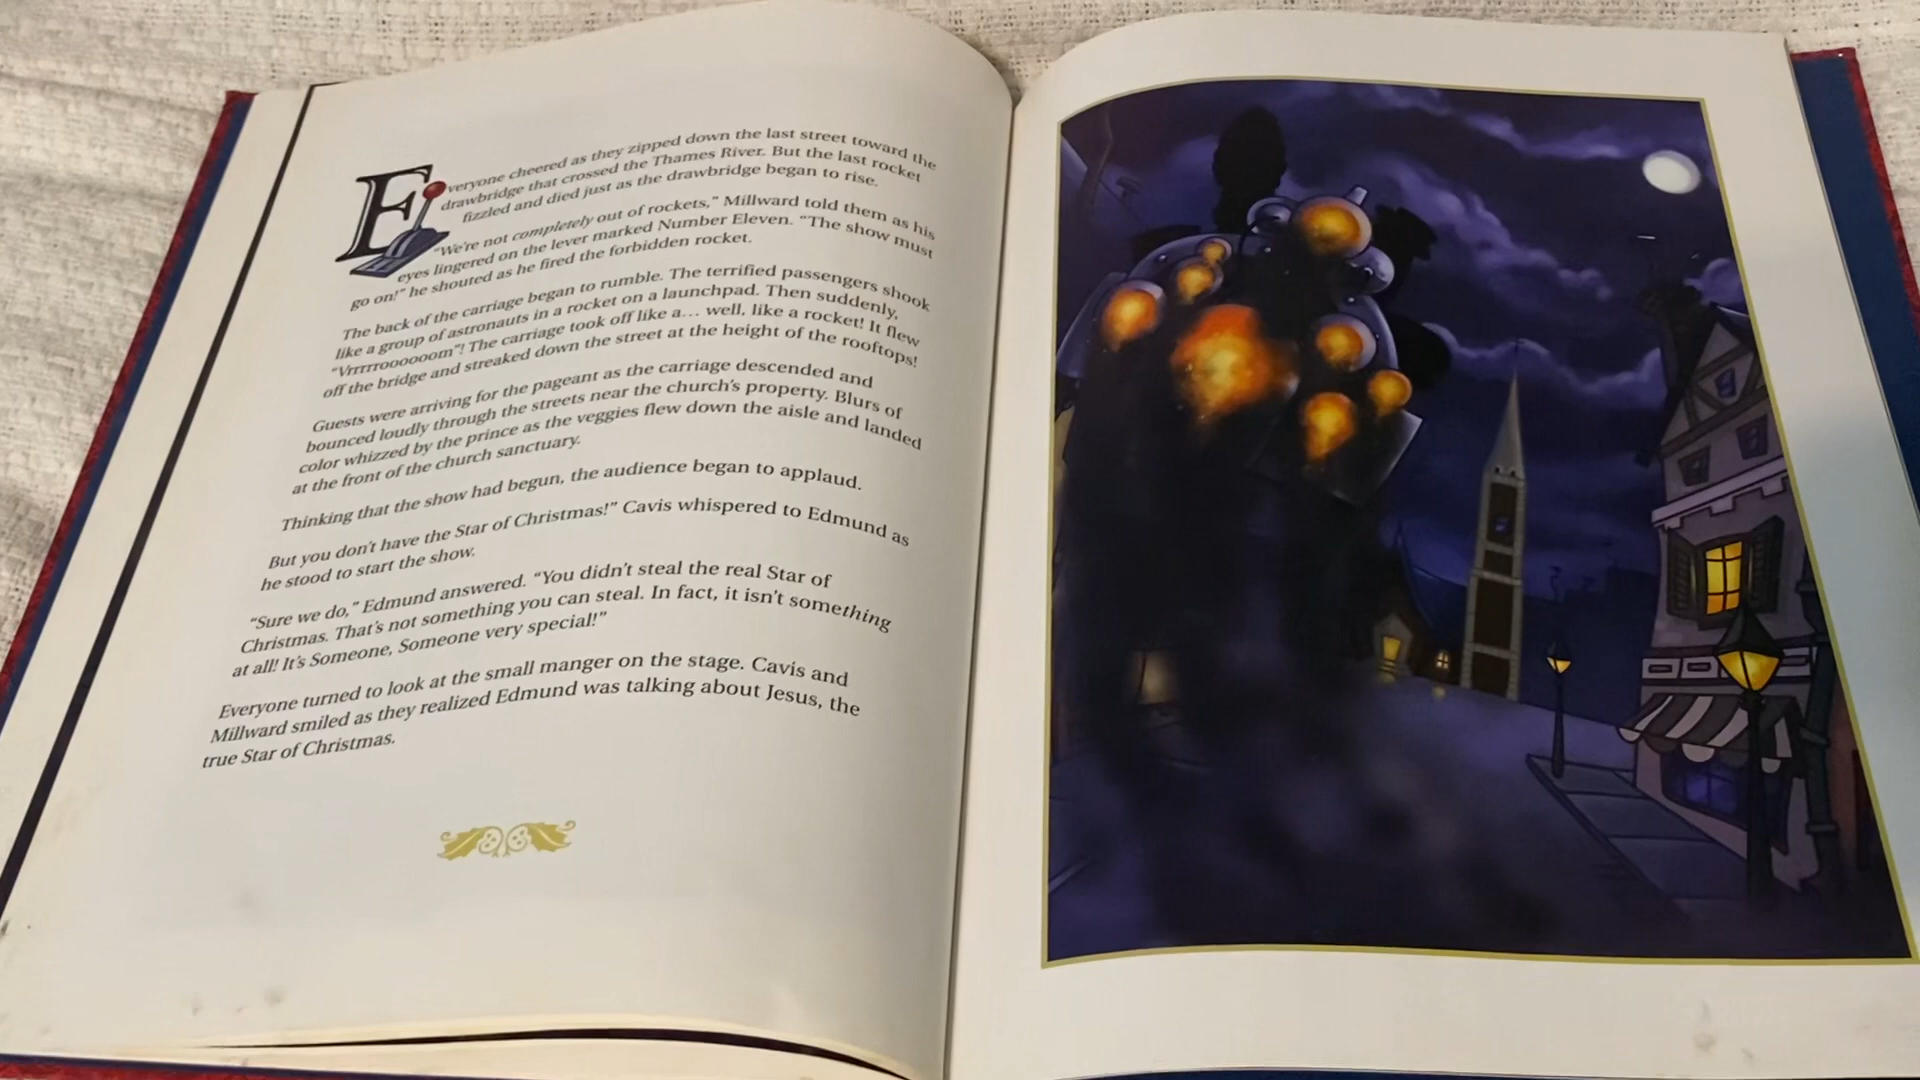 Everyone cheered as they zipped down the last street toward the
drawbridge that crossed the Thames River. But the last rocket
fizzled and died just as the drawbridge began to rise.
"We're not completely out of rockets," Millward told them as his
eyes lingered on the lever marked Number Eleven. "The show must
go on!" he shouted as he fired the forbidden rocket.
The back of the carriage began to rumble. The terrified passengers shook
like a group of astronauts in a rocket on a launchpad. Then suddenly,
"Vrrrrrooooom"! The carriage took off like a... well, like a rocket! It flew
off the bridge and streaked down the street at the height of the rooftops!
Guests were arriving for the pageant as the carriage descended and
bounced loudly through the streets near the church's property. Blurs of
color whizzed by the prince as the veggies flew down the aisle and landed
at the front of the church sanctuary.
Thinking that the show had begun, the audience began to applaud.
But you don't have the Star of Christmas!" Cavis whispered to Edmund as
he stood to start the show.
"Sure we do," Edmund answered. "You didn't steal the real Star of
Christmas. That's not something you can steal. In fact, it isn't something
at all! It's Someone, Someone very special!"
Everyone turned to look at the small manger on the stage. Cavis and
Millward smiled as they realized Edmund was talking about Jesus, the
true Star of Christmas.